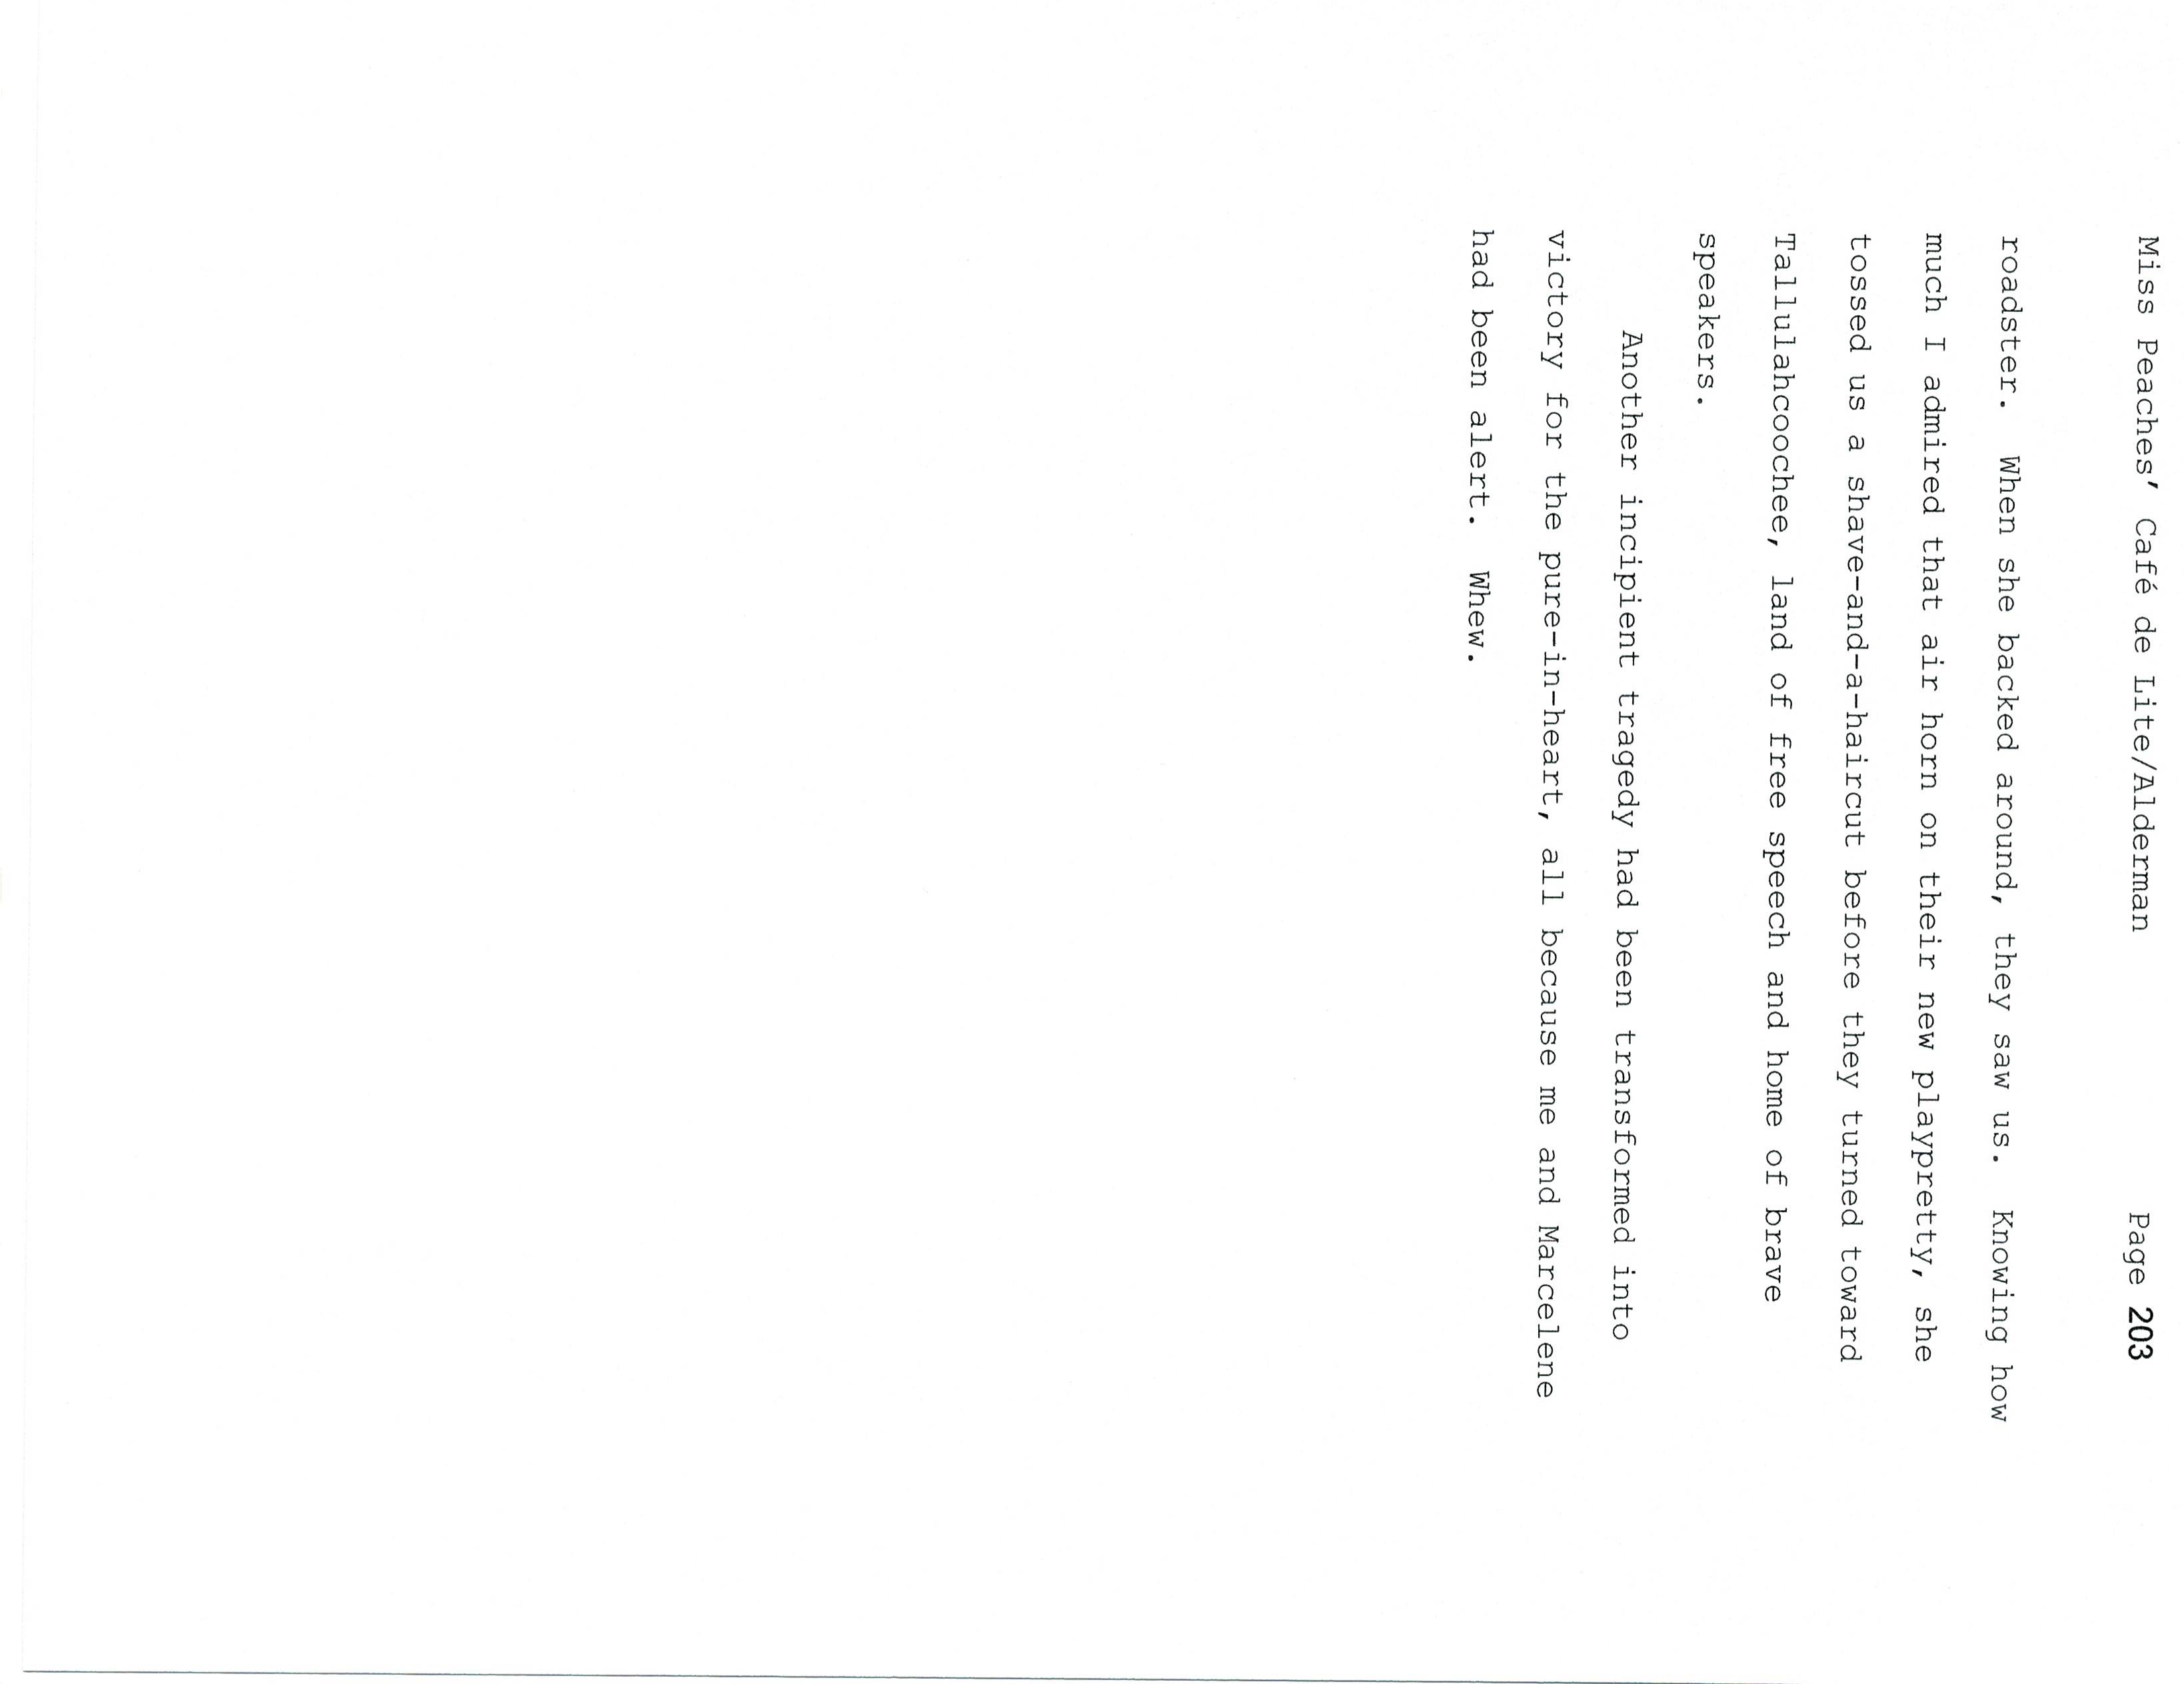 Miss Peaches’ Café de Lite/Alderman Page 203
roadster.  When she backed around, they saw us.  Knowing how
much I admired that air horn on their new playpretty, she
tossed us a shave-and-a-haircut before they turned toward
Tallulahcoochee, land of free speech and home of brave
speakers.
Another incipient tragedy had been transformed into
victory for the pure-in-heart, all because me and Marcelene
had been alert.  Whew.